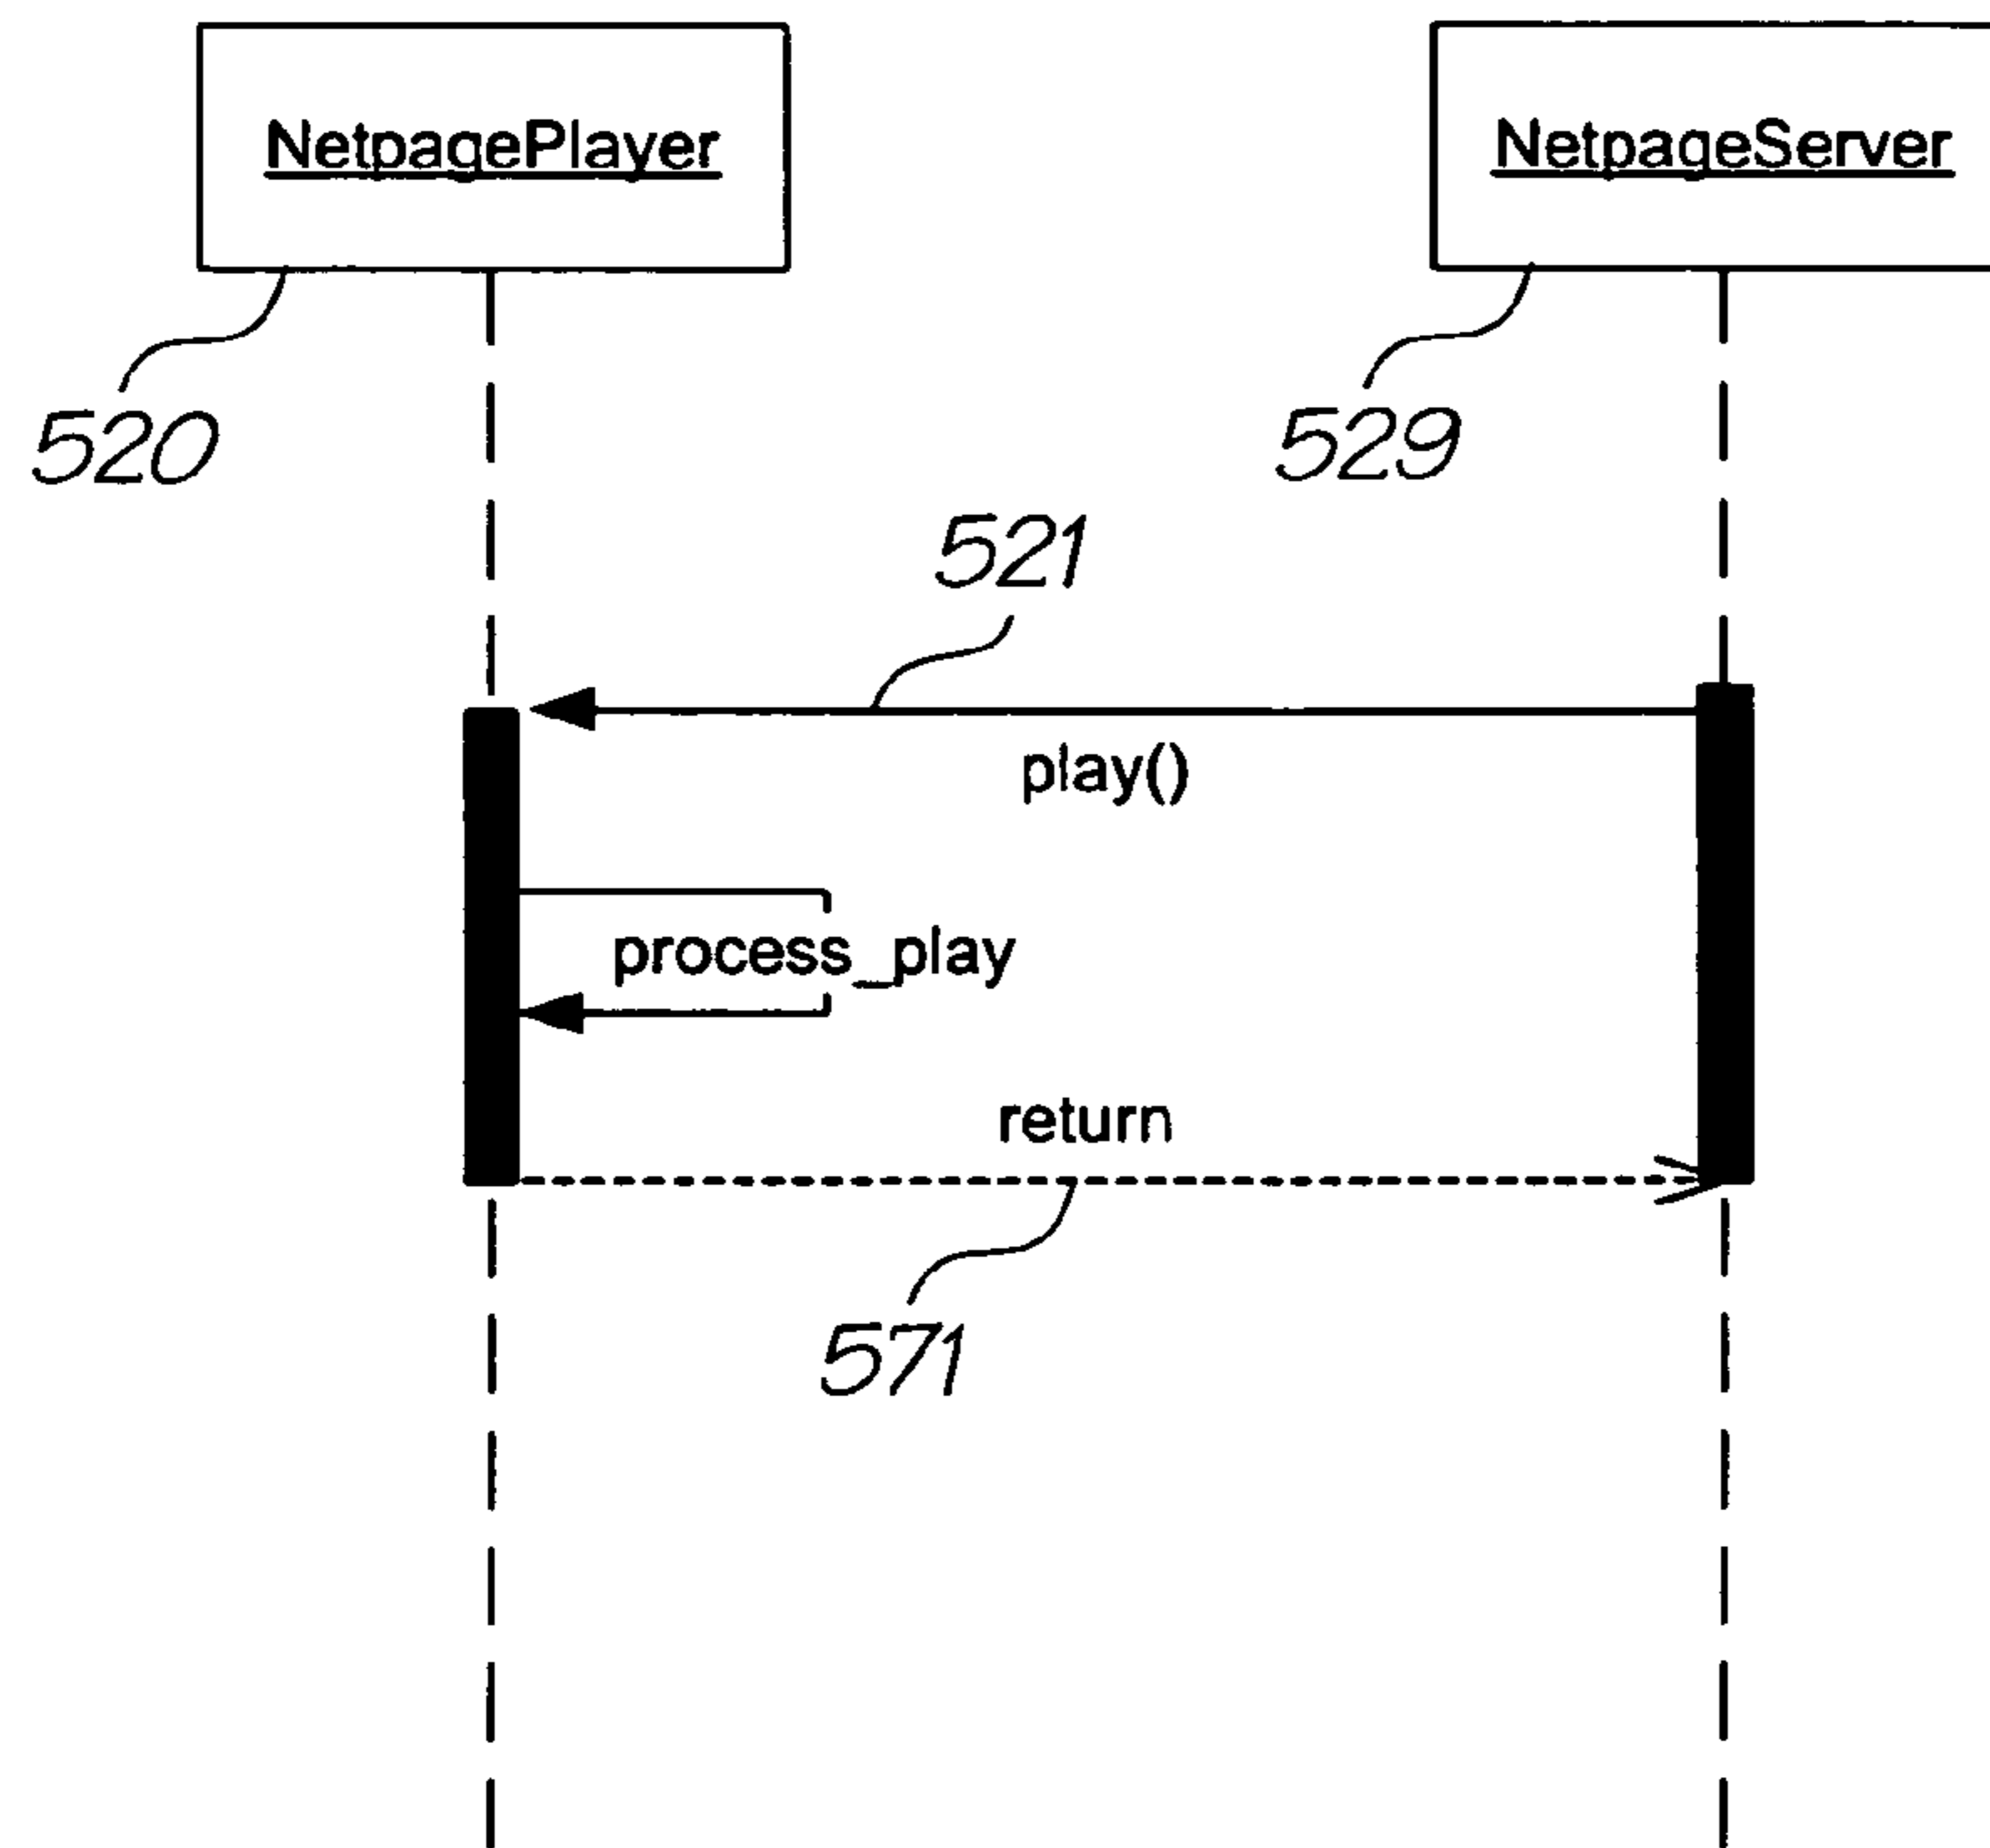 NetpagePlayer
NetpageServer
520
529
521
play()
process_play
return
571